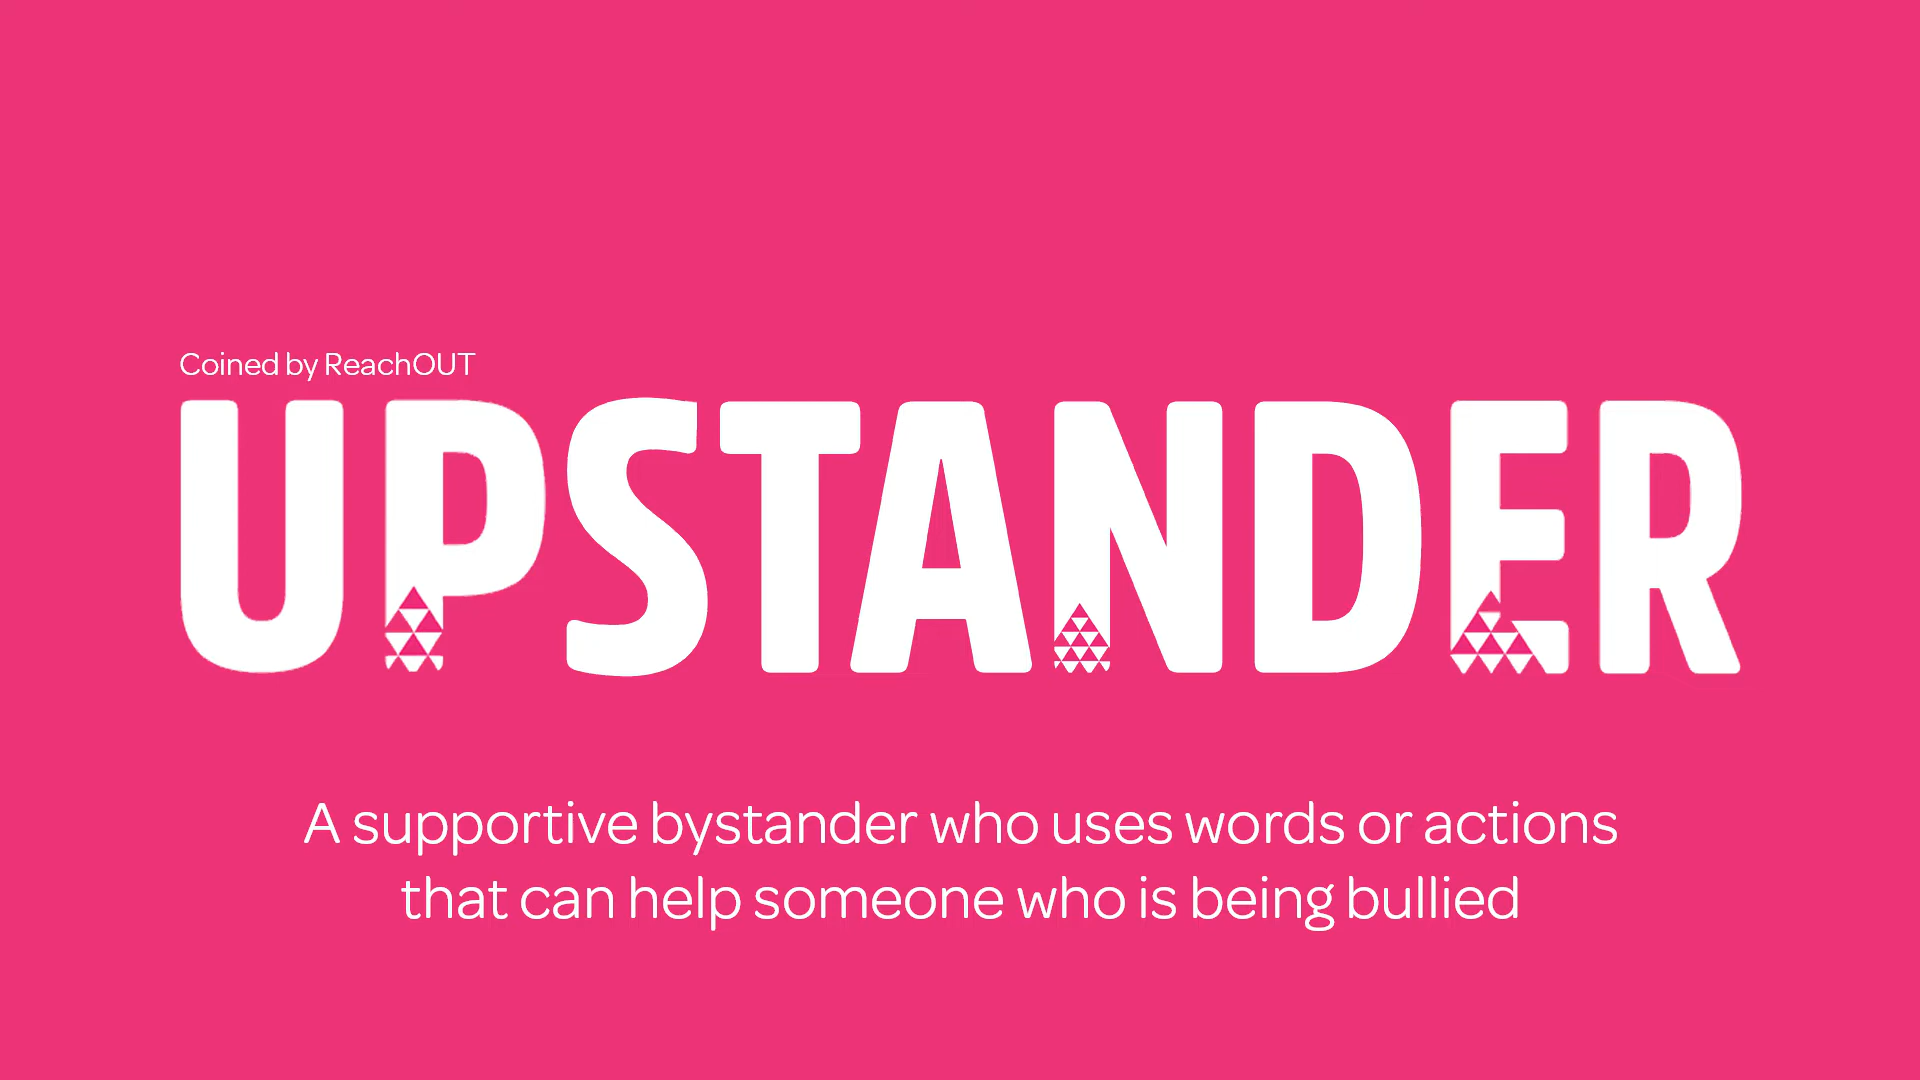 Coined by ReachOUT
UPSTANDER
A supportive bystander who uses words or actions
that can help someone who is being bullied